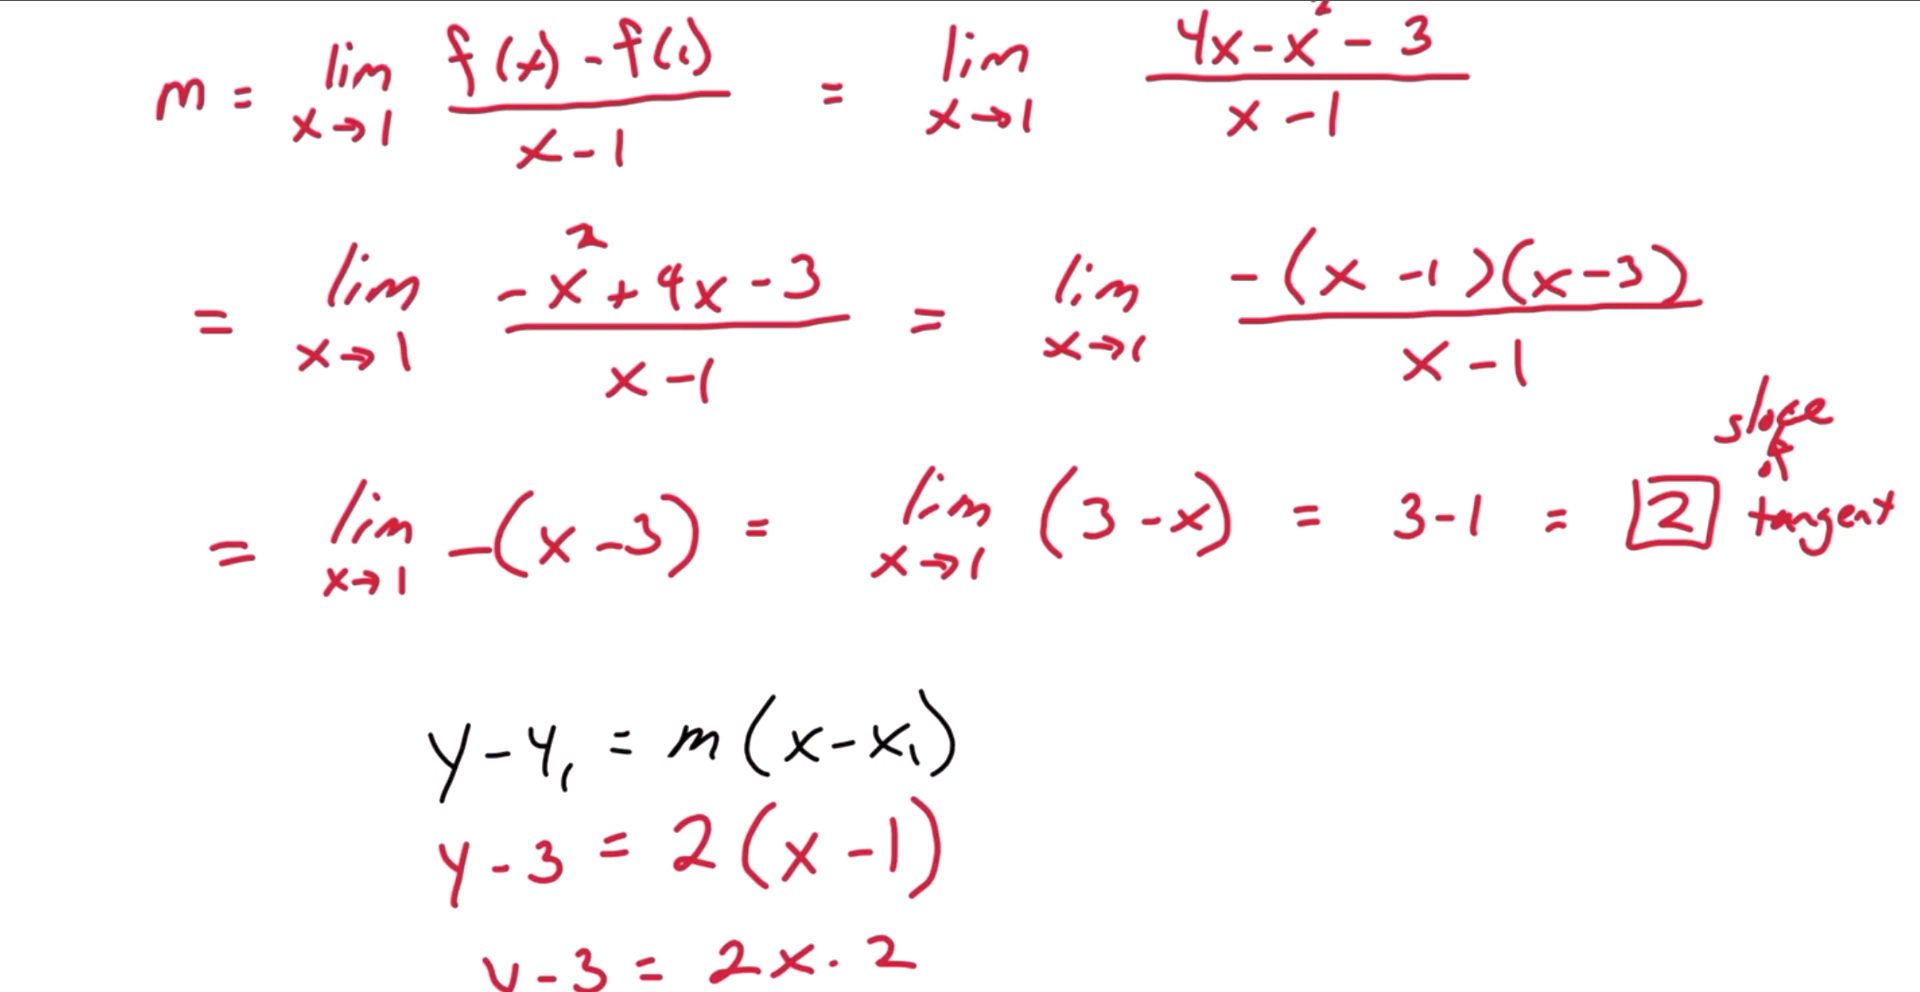 m = lim x→1 (f(x) - f(1))/(x - 1) = lim x→1 (4x - x² - 3)/(x - 1)
= lim x→1 (-x² + 4x - 3)/(x - 1) = lim x→1 (-(x - 1)(x - 3))/(x - 1)
= lim x→1 -(x - 3) = lim x→1 (3 - x) = 3 - 1 = 2 slope of tangent
y - y₁ = m(x - x₁)
y - 3 = 2(x - 1)
y - 3 = 2x - 2